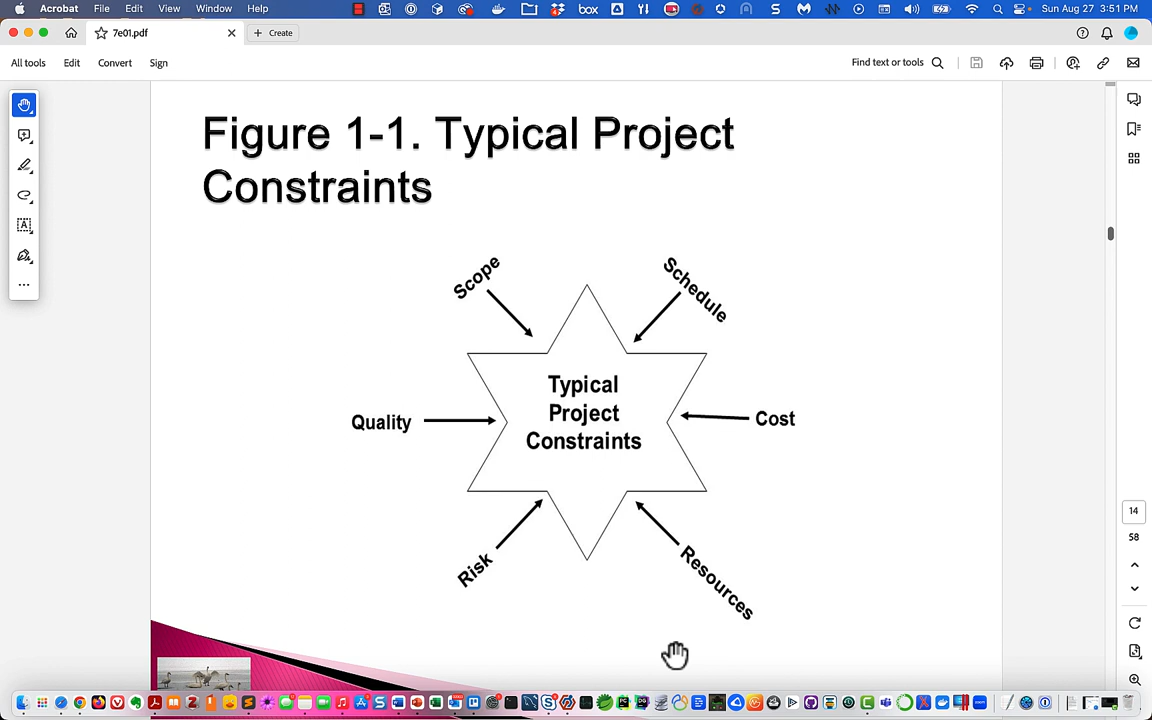 Acrobat File Edit View Window Help box Sun Aug 27 3:51 PM
7e01.pdf Create
All tools Edit Convert Sign Find text or tools
Figure 1-1. Typical Project
Constraints
Scope
Schedule
Typical
Project
Constraints
Quality
Cost
Risk
Resources
14
58